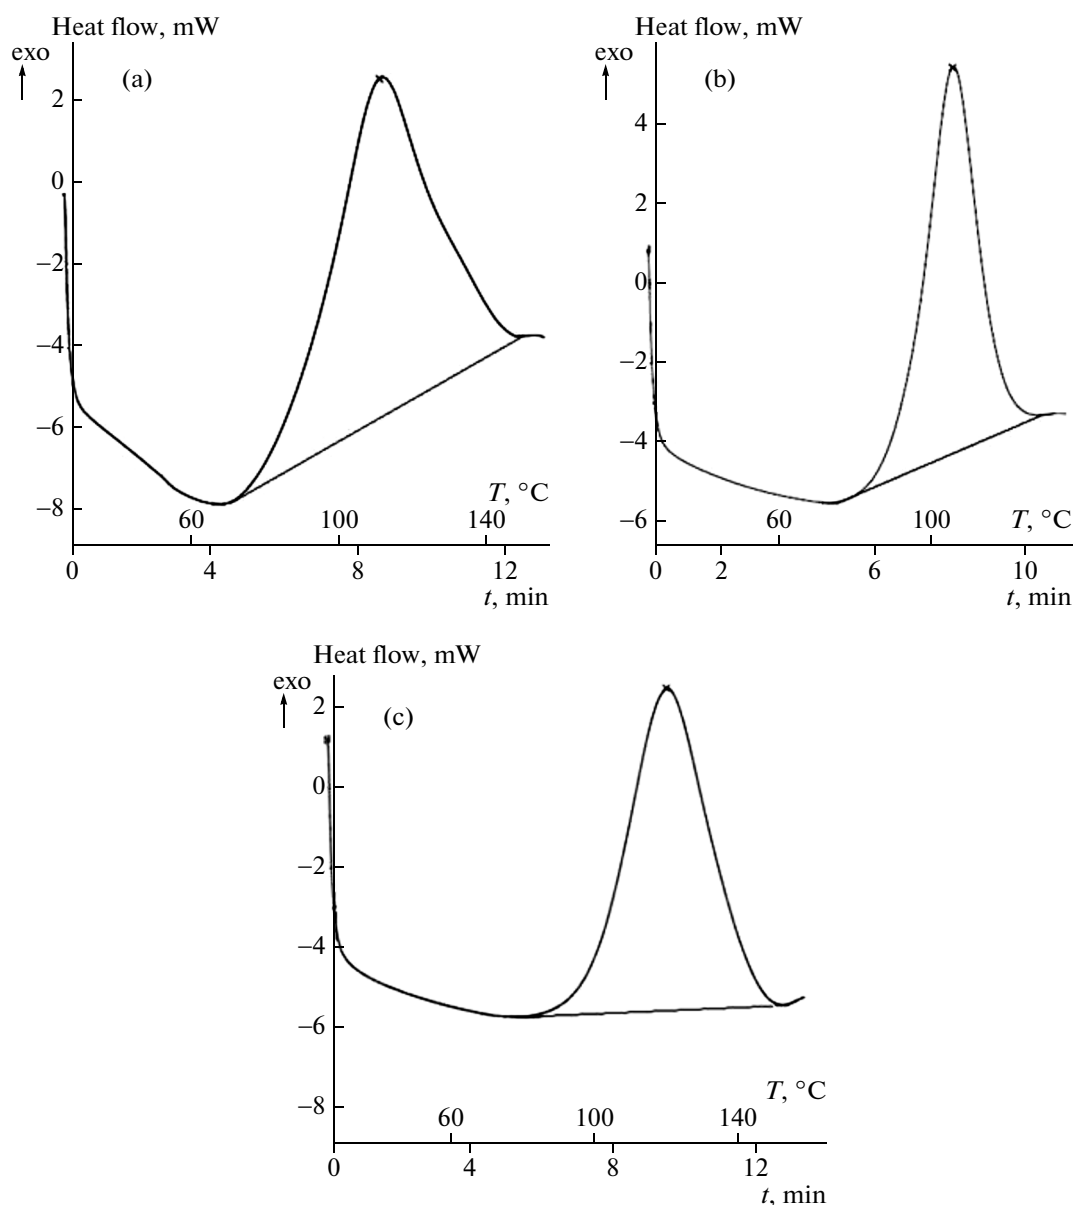 Heat flow, mW
exo
(a)
2
0
−2
−4
−6
−8
T, °C
60 100 140
0 4 8 12
t, min
Heat flow, mW
exo
(b)
4
2
0
−2
−4
−6
60 100 T, °C
0 2 6 10
t, min
Heat flow, mW
exo
(c)
2
0
−2
−4
−6
−8
T, °C
60 100 140
0 4 8 12
t, min